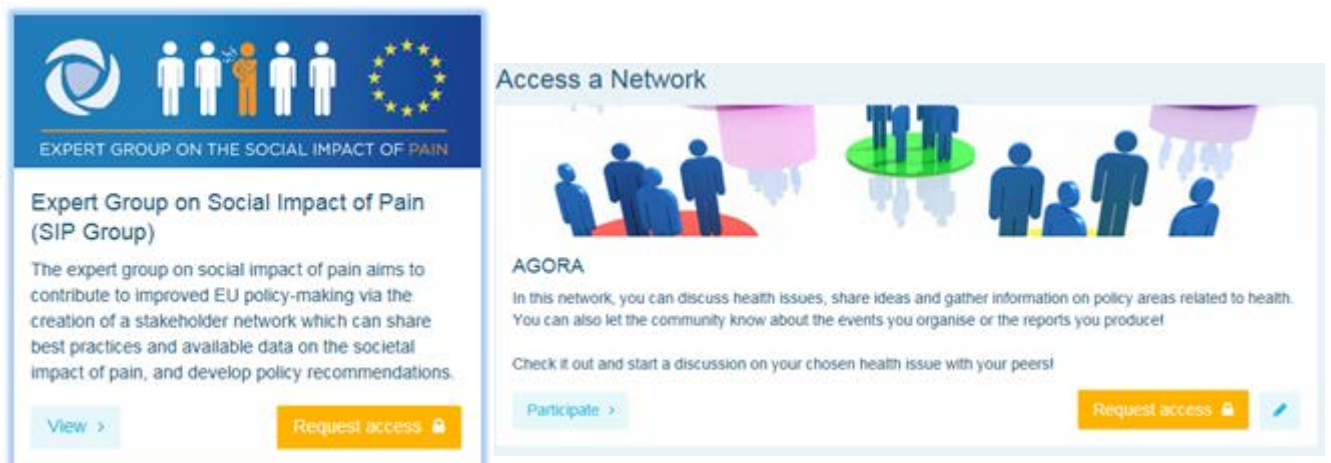 EXPERT GROUP ON THE SOCIAL IMPACT OF PAIN
Expert Group on Social Impact of Pain
(SIP Group)
The expert group on social impact of pain aims to
contribute to improved EU policy-making via the
creation of a stakeholder network which can share
best practices and available data on the societal
impact of pain, and develop policy recommendations.
View >
Request access
Access a Network
AGORA
In this network, you can discuss health issues, share ideas and gather information on policy areas related to health.
You can also let the community know about the events you organise or the reports you produce!
Check it out and start a discussion on your chosen health issue with your peers!
Participate >
Request access